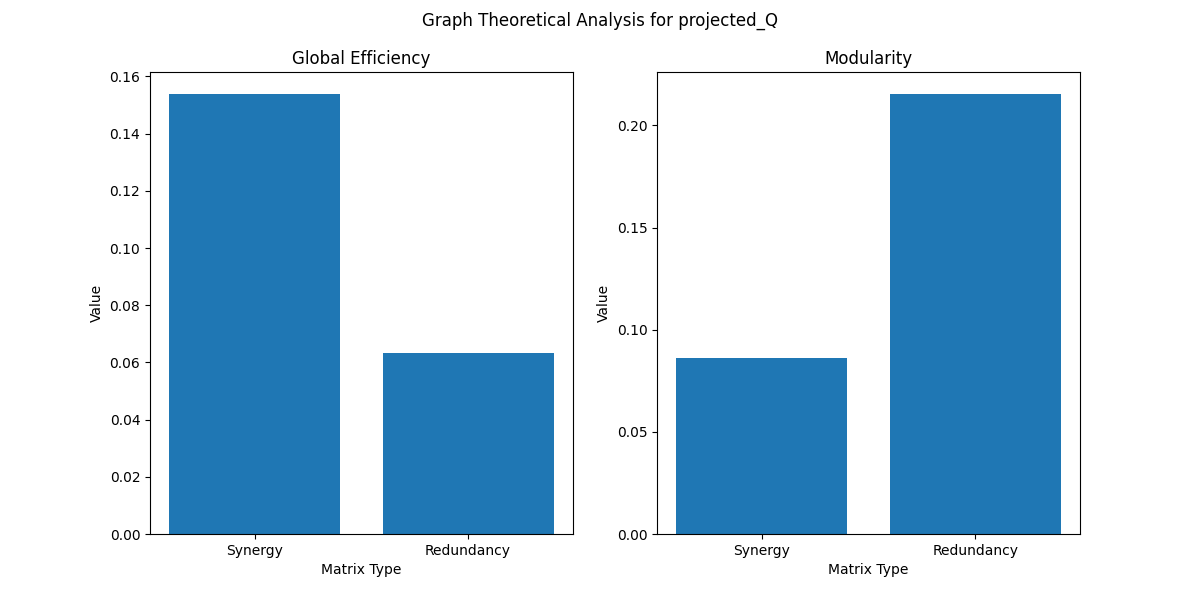 Graph Theoretical Analysis for projected_Q
Global Efficiency
0.16
0.14
0.12
0.10
0.08
0.06
0.04
0.02
0.00
Value
Synergy
Redundancy
Matrix Type
Modularity
0.20
0.15
0.10
0.05
0.00
Value
Synergy
Redundancy
Matrix Type